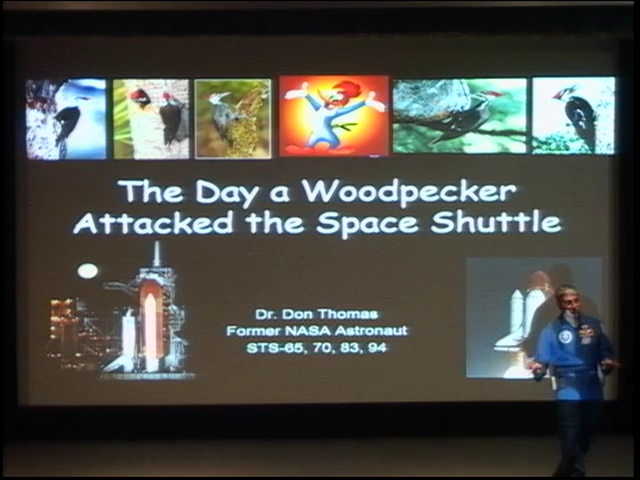 The Day a Woodpecker
Attacked the Space Shuttle
Dr. Don Thomas
Former NASA Astronaut
STS-65, 70, 83, 94